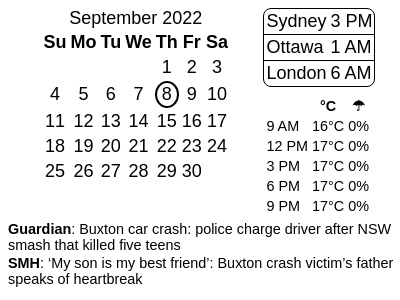 September 2022
Su Mo Tu We Th Fr Sa
1 2 3
4 5 6 7 8 9 10
11 12 13 14 15 16 17
18 19 20 21 22 23 24
25 26 27 28 29 30
Sydney 3 PM
Ottawa 1 AM
London 6 AM
°C ☂
9 AM 16°C 0%
12 PM 17°C 0%
3 PM 17°C 0%
6 PM 17°C 0%
9 PM 17°C 0%
Guardian: Buxton car crash: police charge driver after NSW
smash that killed five teens
SMH: ‘My son is my best friend’: Buxton crash victim’s father
speaks of heartbreak